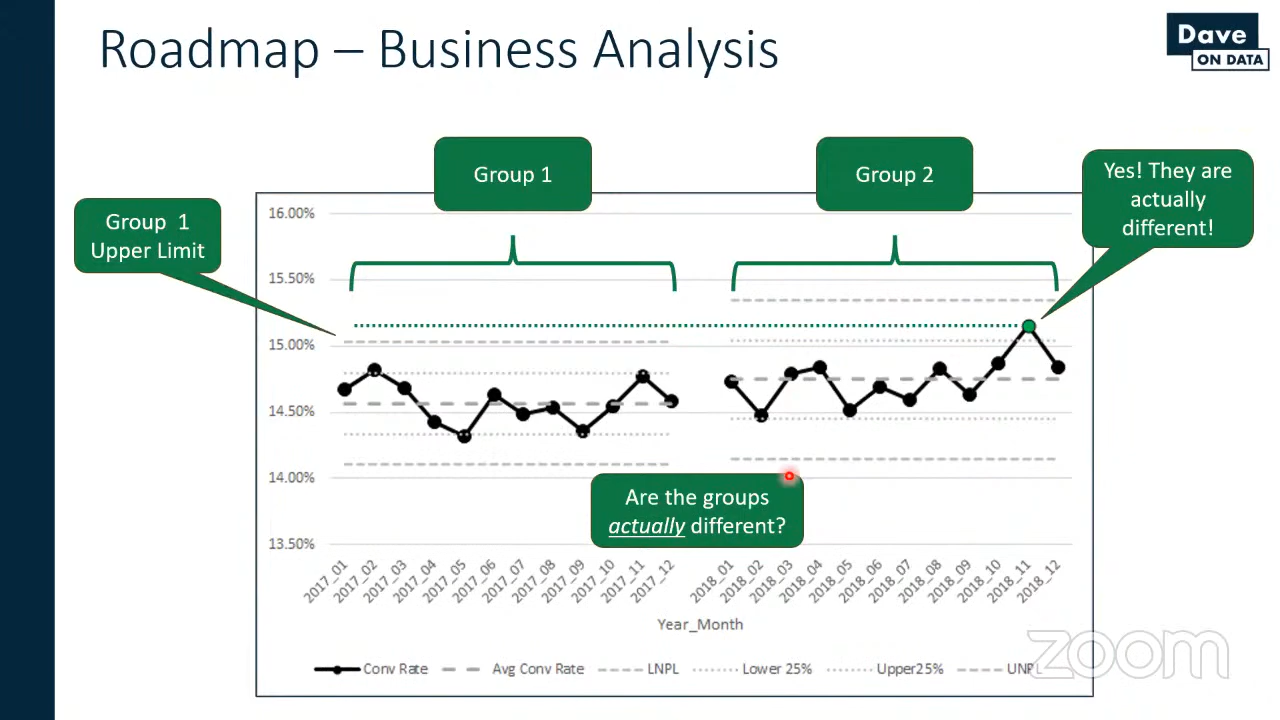 Roadmap – Business Analysis
Dave
ON DATA
Group 1
Group 2
Yes! They are
actually
different!
Group 1
Upper Limit
16.00%
15.50%
15.00%
14.50%
14.00%
13.50%
Are the groups
actually different?
2017_01
2017_02
2017_03
2017_04
2017_05
2017_06
2017_07
2017_08
2017_09
2017_10
2017_11
2017_12
2018_01
2018_02
2018_03
2018_04
2018_05
2018_06
2018_07
2018_08
2018_09
2018_10
2018_11
2018_12
Year_Month
Conv Rate
Avg Conv Rate
LNPL
Lower 25%
Upper25%
UNPL
zoom